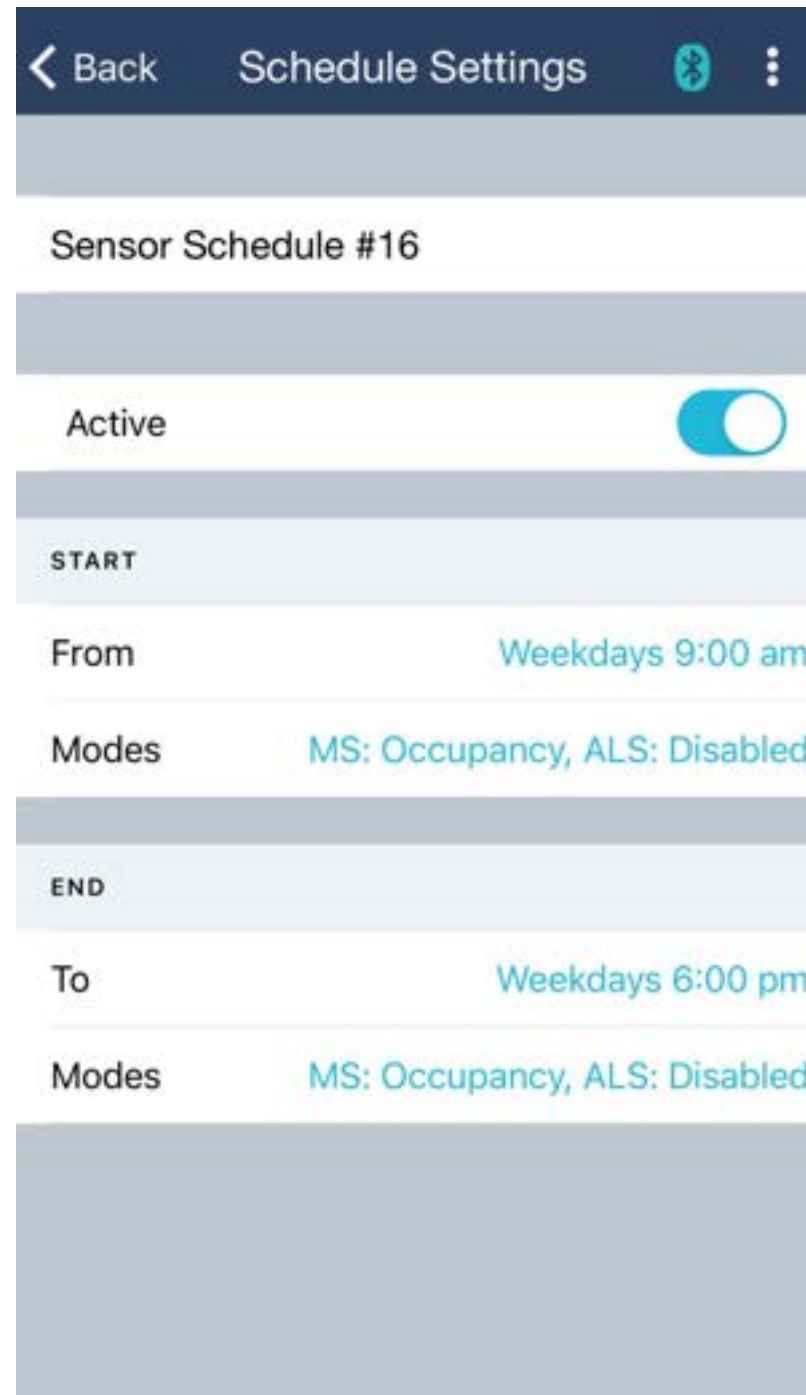 Back Schedule Settings
Sensor Schedule #16
Active
START
From Weekdays 9:00 am
Modes MS: Occupancy, ALS: Disabled
END
To Weekdays 6:00 pm
Modes MS: Occupancy, ALS: Disabled